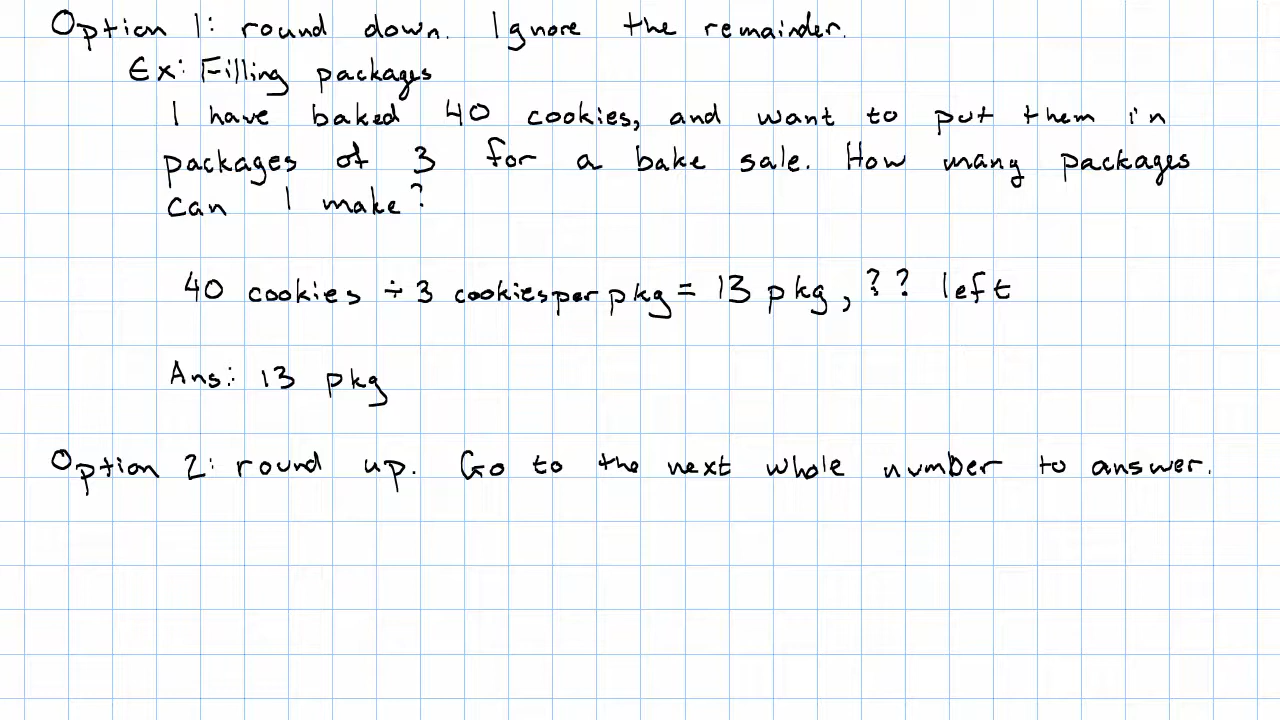 Option 1: round down. Ignore the remainder.
Ex: Filling packages
I have baked 40 cookies, and want to put them in
packages of 3 for a bake sale. How many packages
can I make?
40 cookies ÷ 3 cookies per pkg = 13 pkg, ?? left
Ans: 13 pkg
Option 2: round up. Go to the next whole number to answer.